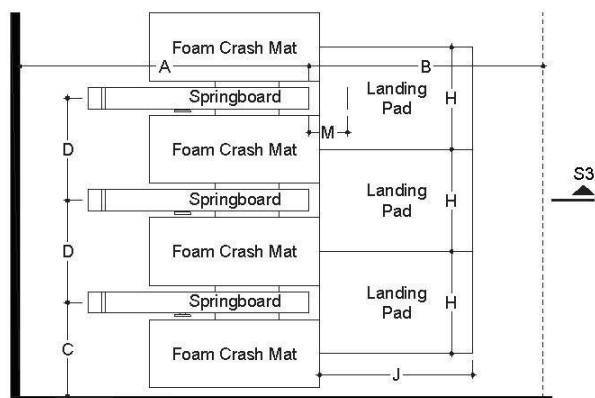 Foam Crash Mat
A
B
Springboard
Landing
Pad
H
M
D
Foam Crash Mat
S3
Springboard
Landing
Pad
H
D
Foam Crash Mat
Springboard
Landing
Pad
H
C
Foam Crash Mat
J